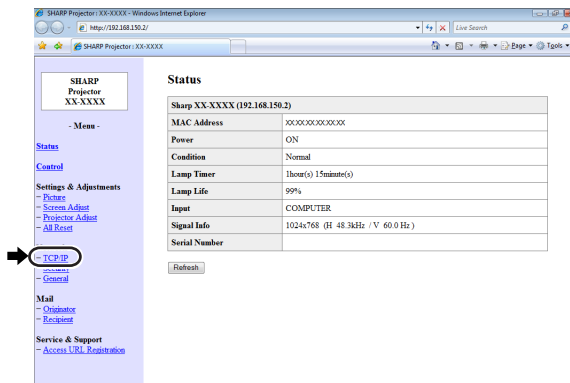 SHARP Projector : XX-XXXX - Windows Internet Explorer
http://192.168.150.2/
Live Search
SHARP Projector : XX-XXXX
Page
Tools
SHARP
Projector
XX-XXXX
- Menu -
Status
Control
Settings & Adjustments
– Picture
– Screen Adjust
– Projector Adjust
– All Reset
– TCP/IP
– General
Mail
– Originator
– Recipient
Service & Support
– Access URL Registration
Status
Sharp XX-XXXX (192.168.150.2)
MAC Address XX:XX:XX:XX:XX:XX
Power ON
Condition Normal
Lamp Timer 1hour(s) 15minute(s)
Lamp Life 99%
Input COMPUTER
Signal Info 1024x768 (H 48.3kHz / V 60.0 Hz )
Serial Number
Refresh